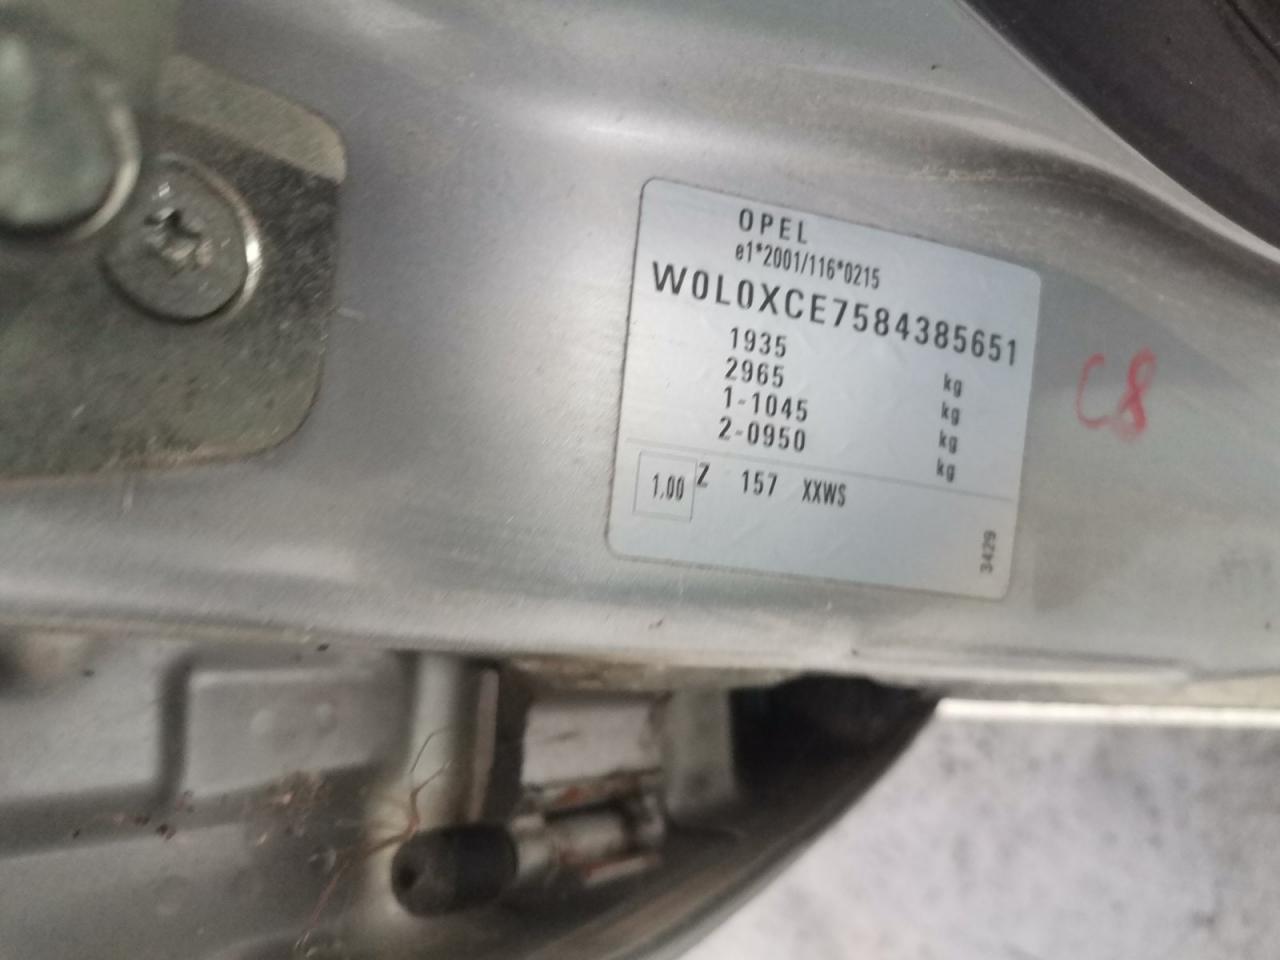 OPEL
e1*2001/116*0215
W0L0XCE7584385651
1935 kg
2965 kg
1-1045 kg
2-0950 kg
1.00 Z 157 XXWS
3429
C8